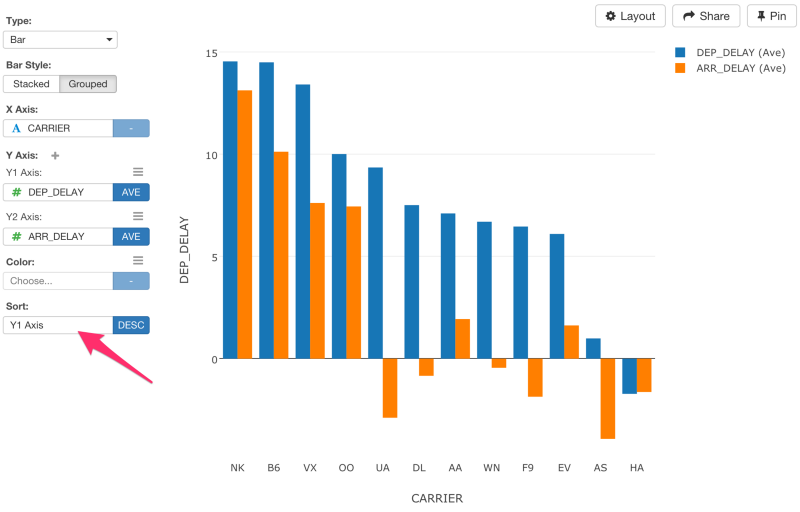 Type:
Bar
Bar Style:
Stacked Grouped
X Axis:
A CARRIER -
Y Axis: +
Y1 Axis:
# DEP_DELAY AVE
Y2 Axis:
# ARR_DELAY AVE
Color:
Choose... -
Sort:
Y1 Axis DESC
Layout Share Pin
DEP_DELAY (Ave)
ARR_DELAY (Ave)
15
10
5
0
DEP_DELAY
NK B6 VX OO UA DL AA WN F9 EV AS HA
CARRIER